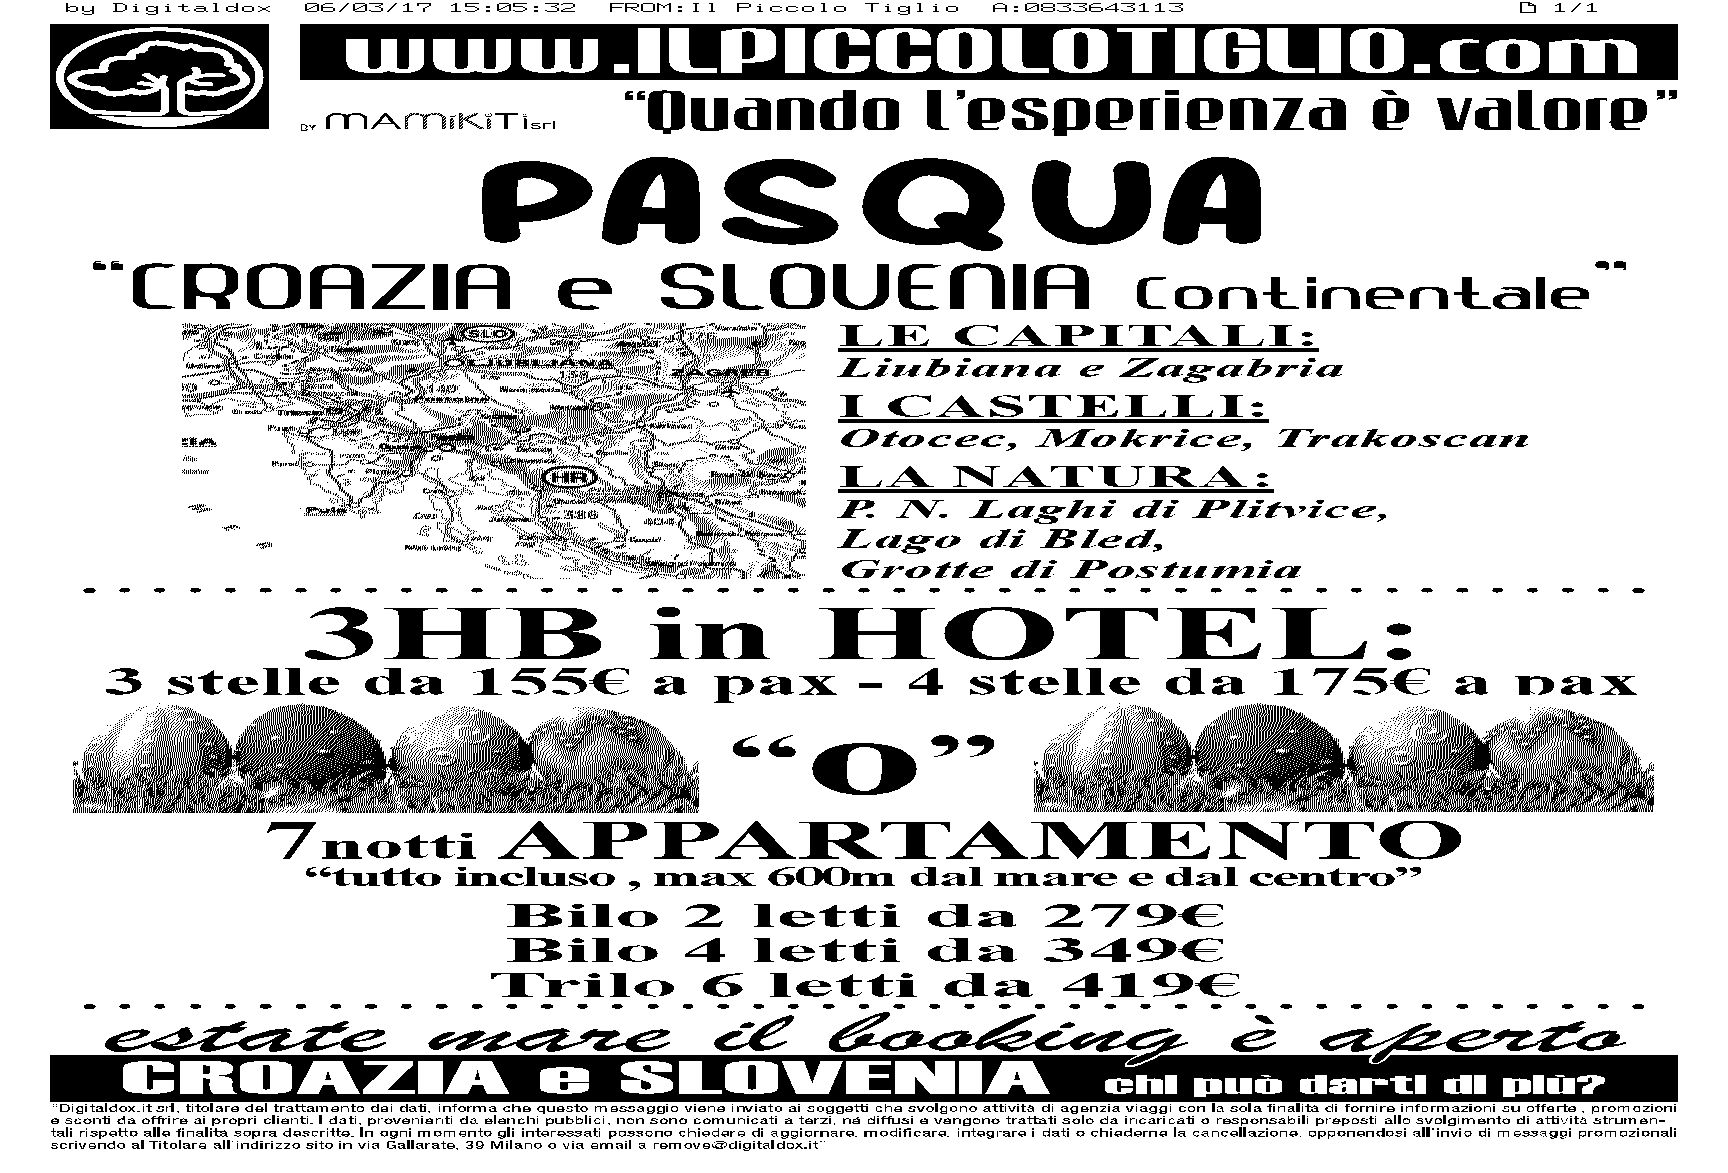 by Digitaldox 06/03/17 15:05:32 FROM:Il Piccolo Tiglio A:0833643113 1/1
www.ILPICCOLOTIGLIO.com
BY MAMIKITI srl "Quando l'esperienza è valore"
PASQUA
"CROAZIA e SLOVENIA Continentale"
LE CAPITALI:
Liubiana e Zagabria
I CASTELLI:
Otocec, Mokrice, Trakoscan
LA NATURA:
P. N. Laghi di Plitvice,
Lago di Bled,
Grotte di Postumia
SLO
LJUBLJANA
ZAGREB
HR
3HB in HOTEL:
3 stelle da 155€ a pax - 4 stelle da 175€ a pax
"O"
7notti APPARTAMENTO
"tutto incluso , max 600m dal mare e dal centro"
Bilo 2 letti da 279€
Bilo 4 letti da 349€
Trilo 6 letti da 419€
estate mare il booking è aperto
CROAZIA e SLOVENIA chi può darti di più?
"Digitaldox.it srl, titolare del trattamento dei dati, informa che questo messaggio viene inviato ai soggetti che svolgono attività di agenzia viaggi con la sola finalità di fornire informazioni su offerte , promozioni
e sconti da offrire ai propri clienti. I dati, provenienti da elenchi pubblici, non sono comunicati a terzi, né diffusi e vengono trattati solo da incaricati o responsabili preposti allo svolgimento di attività strumen-
tali rispetto alle finalità sopra descritte. In ogni momento gli interessati possono chiedere di aggiornare, modificare, integrare i dati o chiederne la cancellazione, opponendosi all'invio di messaggi promozionali
scrivendo al Titolare all'indirizzo sito in via Gallarate, 39 Milano o via email a remove@digitaldox.it"